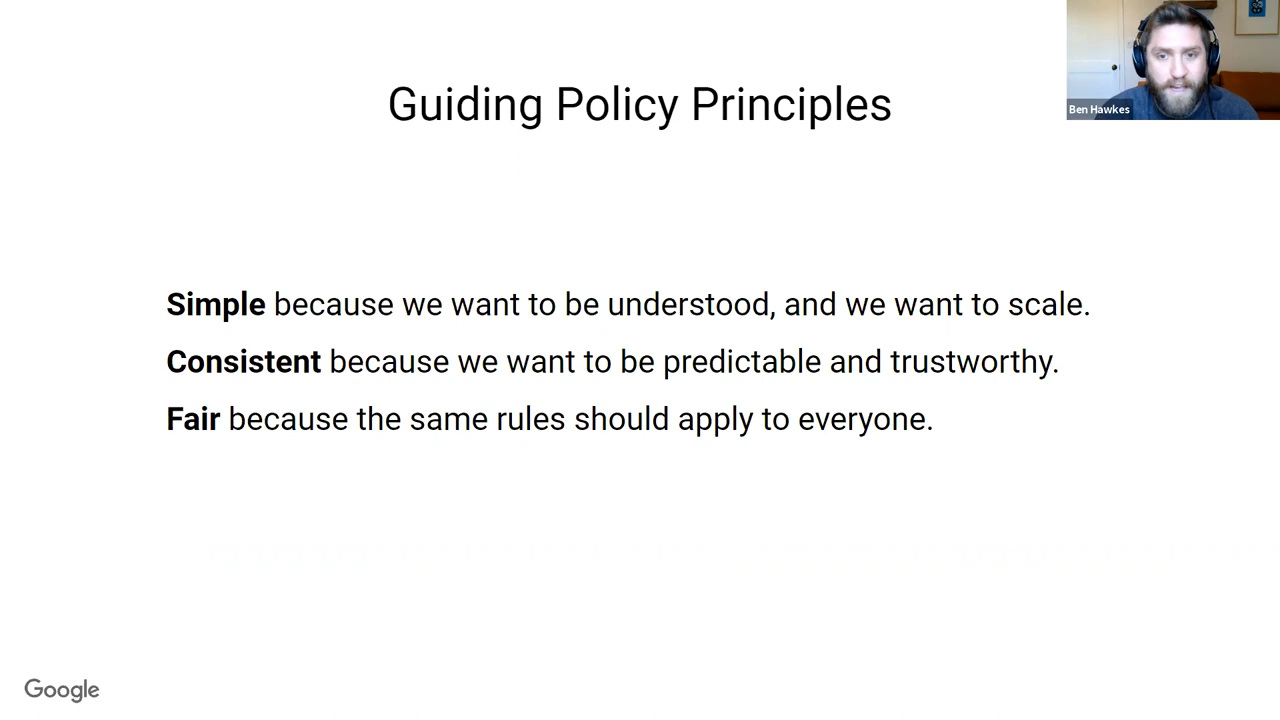 Guiding Policy Principles
Ben Hawkes
Simple because we want to be understood, and we want to scale.
Consistent because we want to be predictable and trustworthy.
Fair because the same rules should apply to everyone.
Google